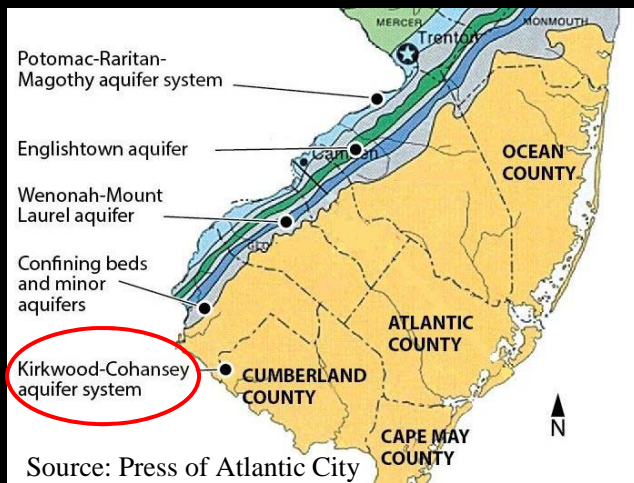 MERCER
MONMOUTH
Trenton
Potomac-Raritan-
Magothy aquifer system
Englishtown aquifer
Camden
OCEAN
COUNTY
Wenonah-Mount
Laurel aquifer
Confining beds
and minor
aquifers
ATLANTIC
COUNTY
Kirkwood-Cohansey
aquifer system
CUMBERLAND
COUNTY
CAPE MAY
COUNTY
N
Source: Press of Atlantic City